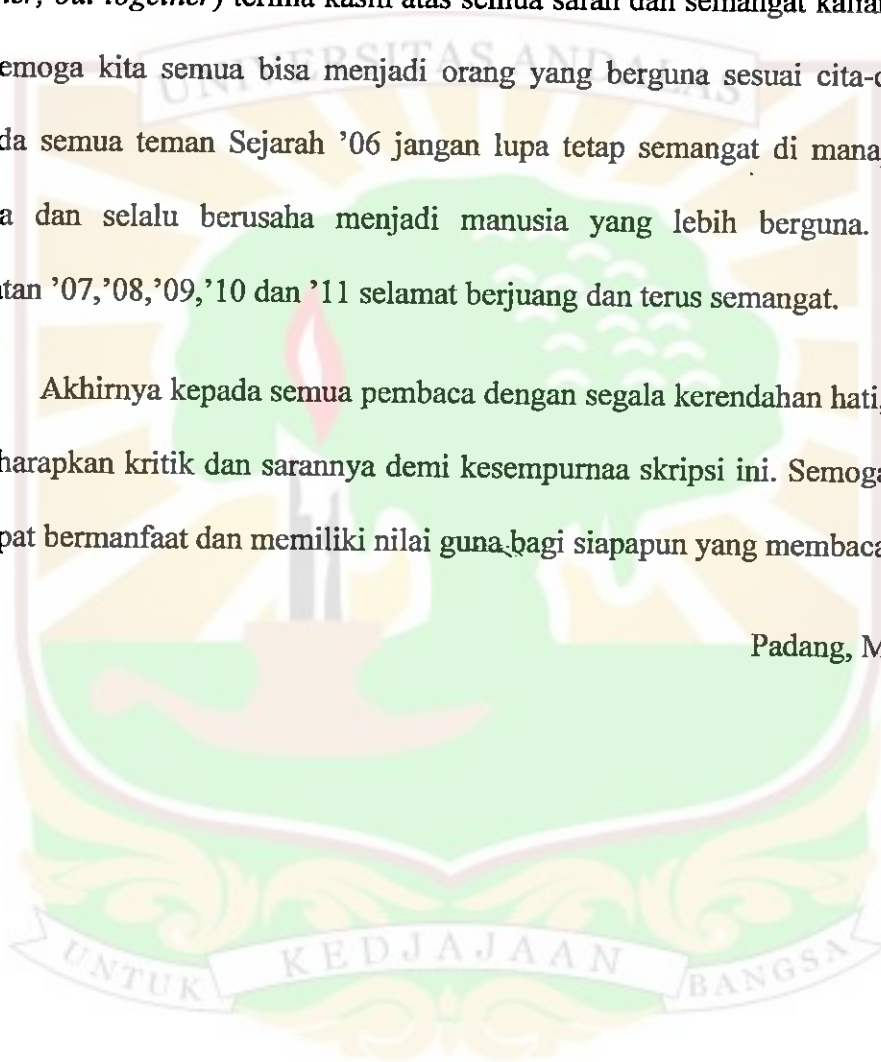 but together) terima kasih atas semua saran dan semangat
emoga kita semua bisa menjadi orang yang berguna sesuai cita-c
da semua teman Sejarah ’06 jangan lupa tetap semangat di mana
a dan selalu berusaha menjadi manusia yang lebih berguna.
tan ’07,’08,’09,’10 dan ’11 selamat berjuang dan terus semangat.
Akhirnya kepada semua pembaca dengan segala kerendahan hati,
harapkan kritik dan sarannya demi kesempurnaa skripsi ini. Semoga
pat bermanfaat dan memiliki nilai guna bagi siapapun yang membaca
Padang, M
UNIVERSITAS ANDALAS
UNTUK KEDJAJAAN BANGSA